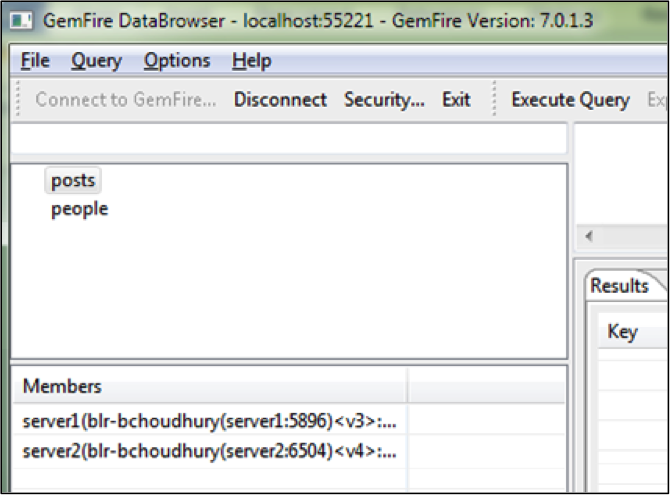 GemFire DataBrowser - localhost:55221 - GemFire Version: 7.0.1.3
File Query Options Help
Connect to GemFire... Disconnect Security... Exit Execute Query
posts
people
Results
Key
Members
server1(blr-bchoudhury(server1:5896)<v3>:...
server2(blr-bchoudhury(server2:6504)<v4>:...